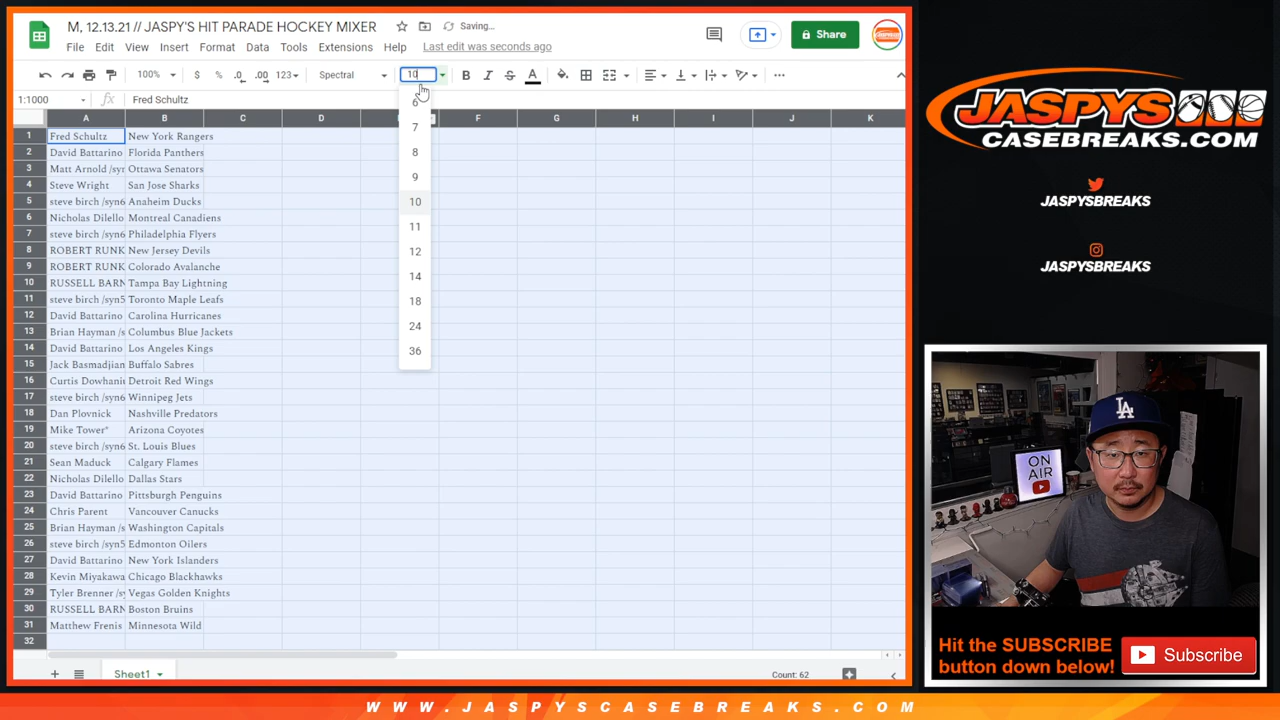 M, 12.13.21 // JASPY'S HIT PARADE HOCKEY MIXER
Saving...
File Edit View Insert Format Data Tools Extensions Help Last edit was seconds ago
Share
100% $ % .0 .00 123 Spectral 10 B I S A
1:1000 fx Fred Schultz
A B C D F G H I J K
1 Fred Schultz New York Rangers
2 David Battarino Florida Panthers
3 Matt Arnold /syn Ottawa Senators
4 Steve Wright San Jose Sharks
5 steve birch /syn6 Anaheim Ducks
6 Nicholas Dilello Montreal Canadiens
7 steve birch /syn6 Philadelphia Flyers
8 ROBERT RUNK New Jersey Devils
9 ROBERT RUNK Colorado Avalanche
10 RUSSELL BARN Tampa Bay Lightning
11 steve birch /syn5 Toronto Maple Leafs
12 David Battarino Carolina Hurricanes
13 Brian Hayman /s Columbus Blue Jackets
14 David Battarino Los Angeles Kings
15 Jack Basmadjian Buffalo Sabres
16 Curtis Dowhani Detroit Red Wings
17 steve birch /syn6 Winnipeg Jets
18 Dan Plovnick Nashville Predators
19 Mike Tower* Arizona Coyotes
20 steve birch /syn6 St. Louis Blues
21 Sean Maduck Calgary Flames
22 Nicholas Dilello Dallas Stars
23 David Battarino Pittsburgh Penguins
24 Chris Parent Vancouver Canucks
25 Brian Hayman /s Washington Capitals
26 steve birch /syn6 Edmonton Oilers
27 David Battarino New York Islanders
28 Kevin Miyakawa Chicago Blackhawks
29 Tyler Brenner /sy Vegas Golden Knights
30 RUSSELL BARN Boston Bruins
31 Matthew Frenis Minnesota Wild
32
6
7
8
9
10
11
12
14
18
24
36
Sheet1
Count: 62
JASPYS
CASEBREAKS.COM
JASPYSBREAKS
JASPYSBREAKS
LA
ON
AIR
Hit the SUBSCRIBE
button down below!
Subscribe
WWW.JASPYSCASEBREAKS.COM